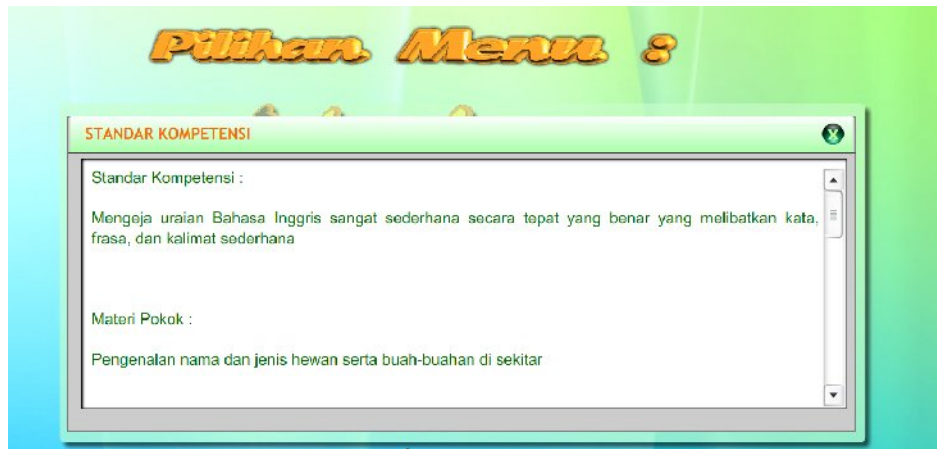 Pilihan Menu :
STANDAR KOMPETENSI
Standar Kompetensi :
Mengeja uraian Bahasa Inggris sangat sederhana secara tepat yang benar yang melibatkan kata,
frasa, dan kalimat sederhana
Materi Pokok :
Pengenalan nama dan jenis hewan serta buah-buahan di sekitar